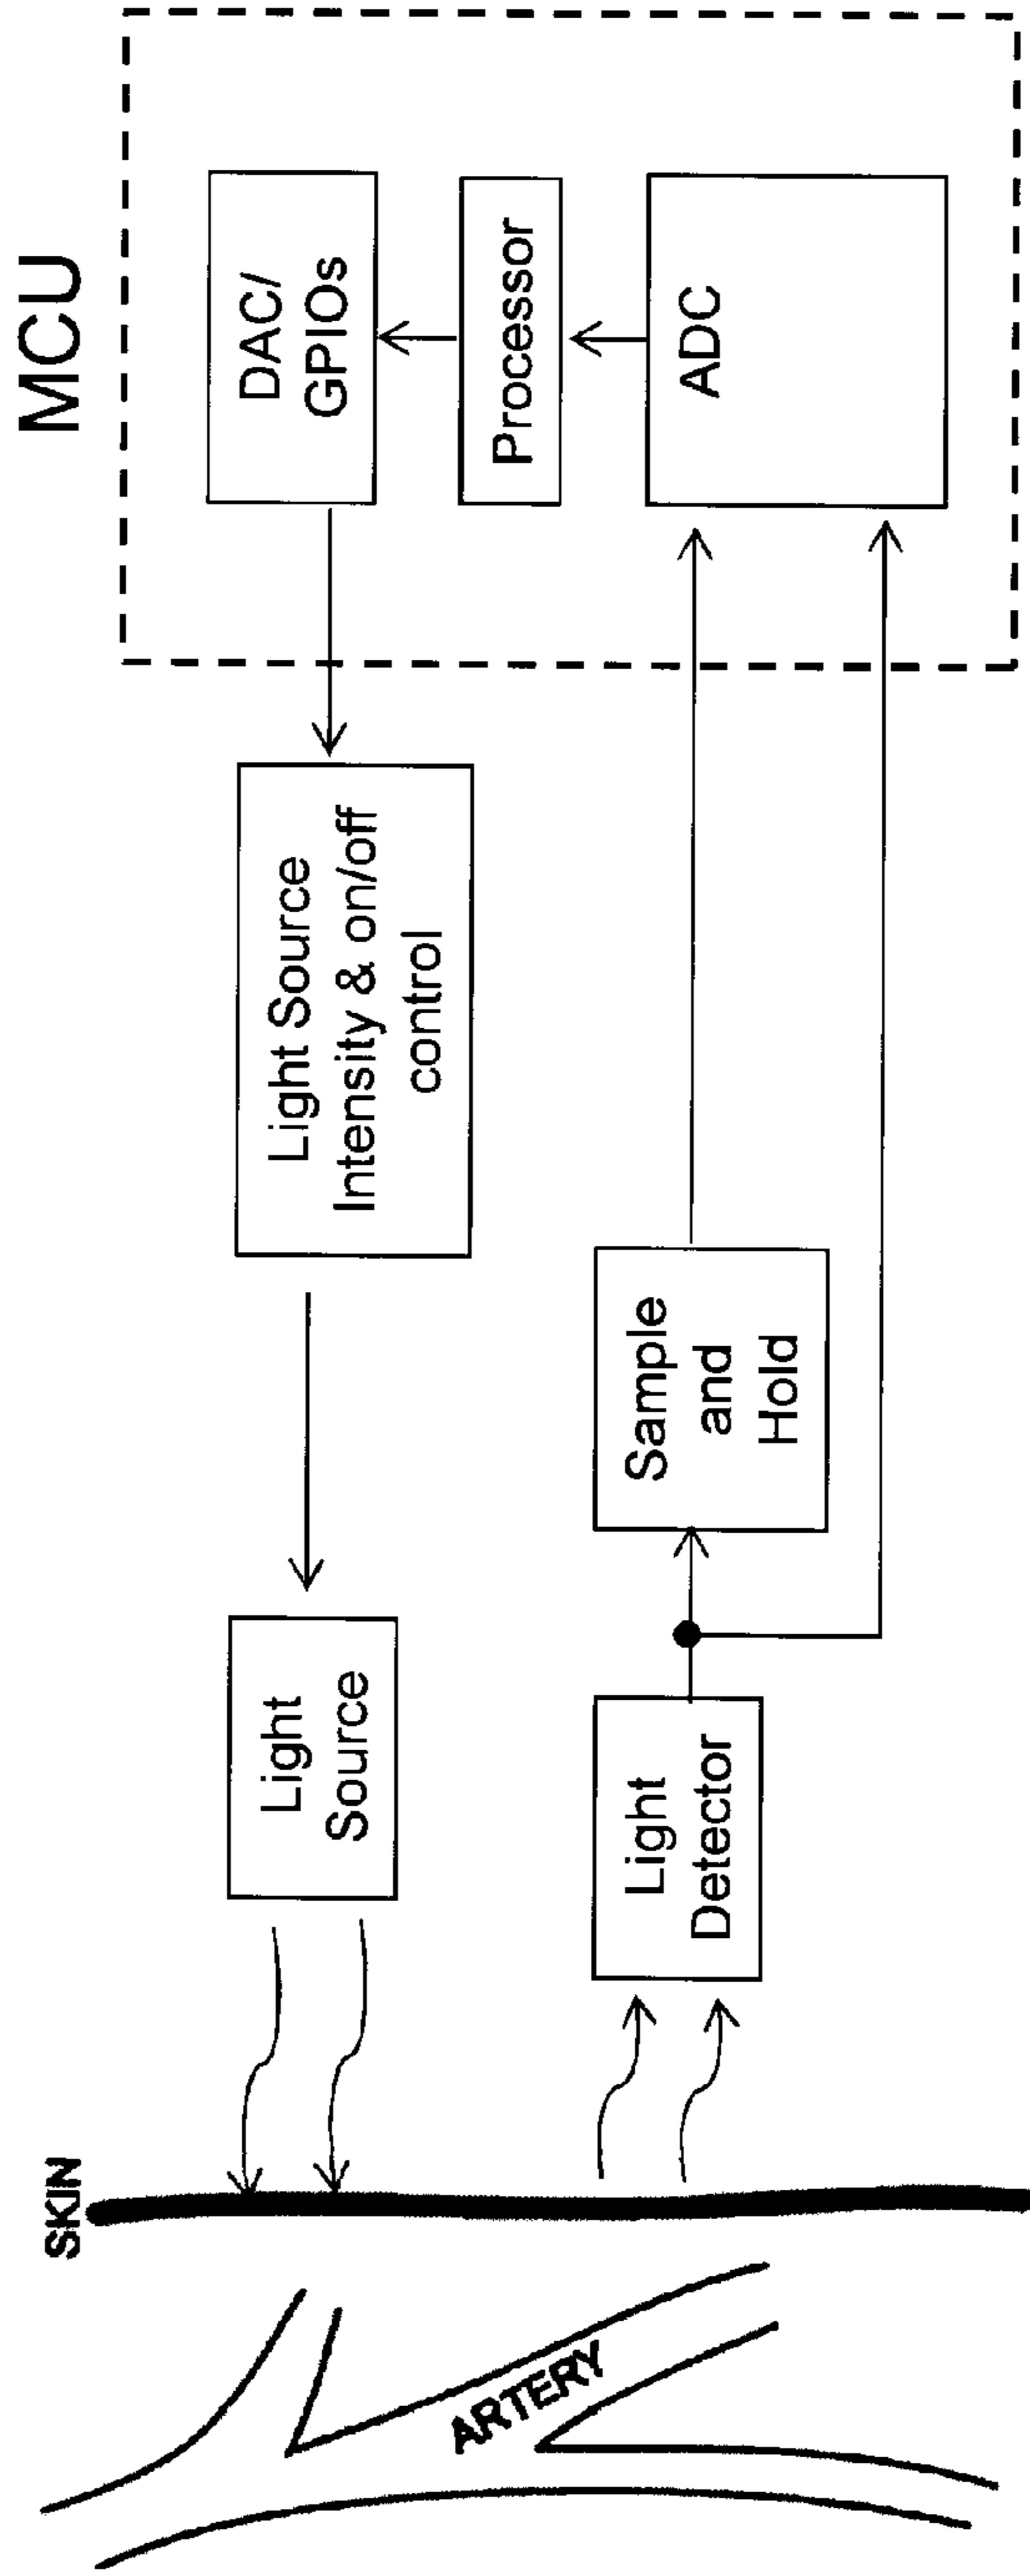 MCU
SKIN
ARTERY
Light
Source
Light Source
Intensity & on/off
control
DAC/
GPIOs
Processor
Light
Detector
Sample
and
Hold
ADC